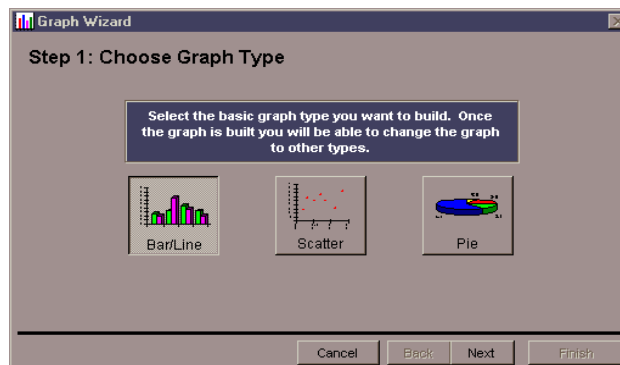 Graph Wizard
Step 1: Choose Graph Type
Select the basic graph type you want to build. Once
the graph is built you will be able to change the graph
to other types.
Bar/Line
Scatter
Pie
Cancel
Back
Next
Finish